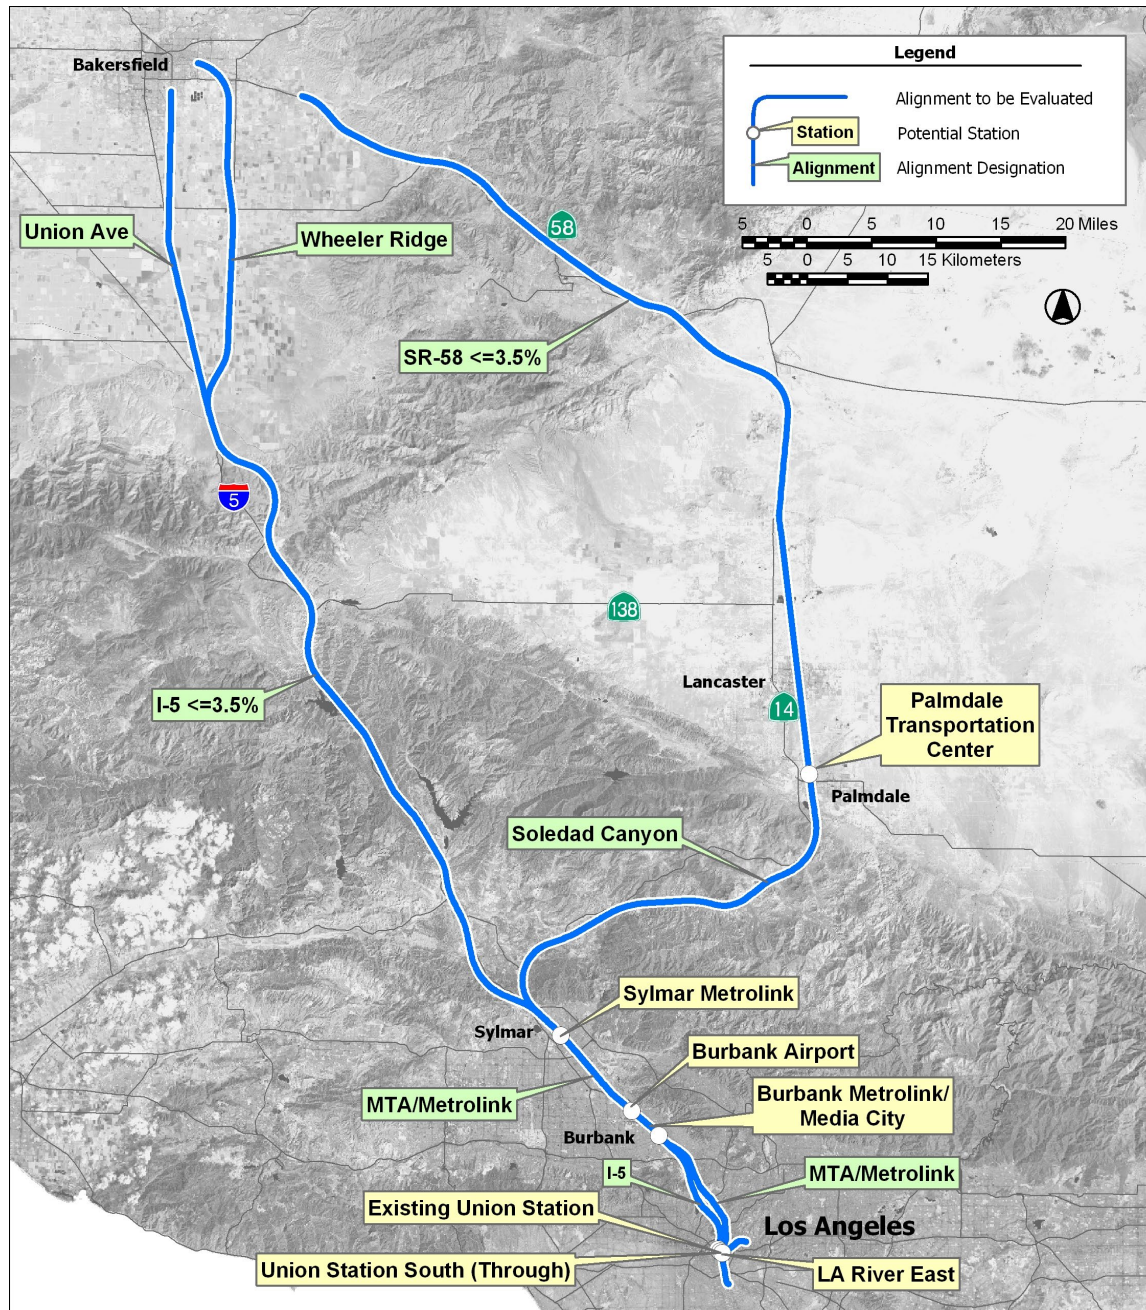 Bakersfield
Legend
Alignment to be Evaluated
Station
Potential Station
Alignment
Alignment Designation
5 0 5 10 15 20 Miles
5 0 5 10 15 Kilometers
58
Union Ave
Wheeler Ridge
SR-58 <=3.5%
5
138
I-5 <=3.5%
Lancaster
14
Palmdale
Transportation
Center
Palmdale
Soledad Canyon
Sylmar Metrolink
Sylmar
Burbank Airport
MTA/Metrolink
Burbank Metrolink/
Media City
Burbank
I-5
MTA/Metrolink
Existing Union Station
Los Angeles
Union Station South (Through)
LA River East